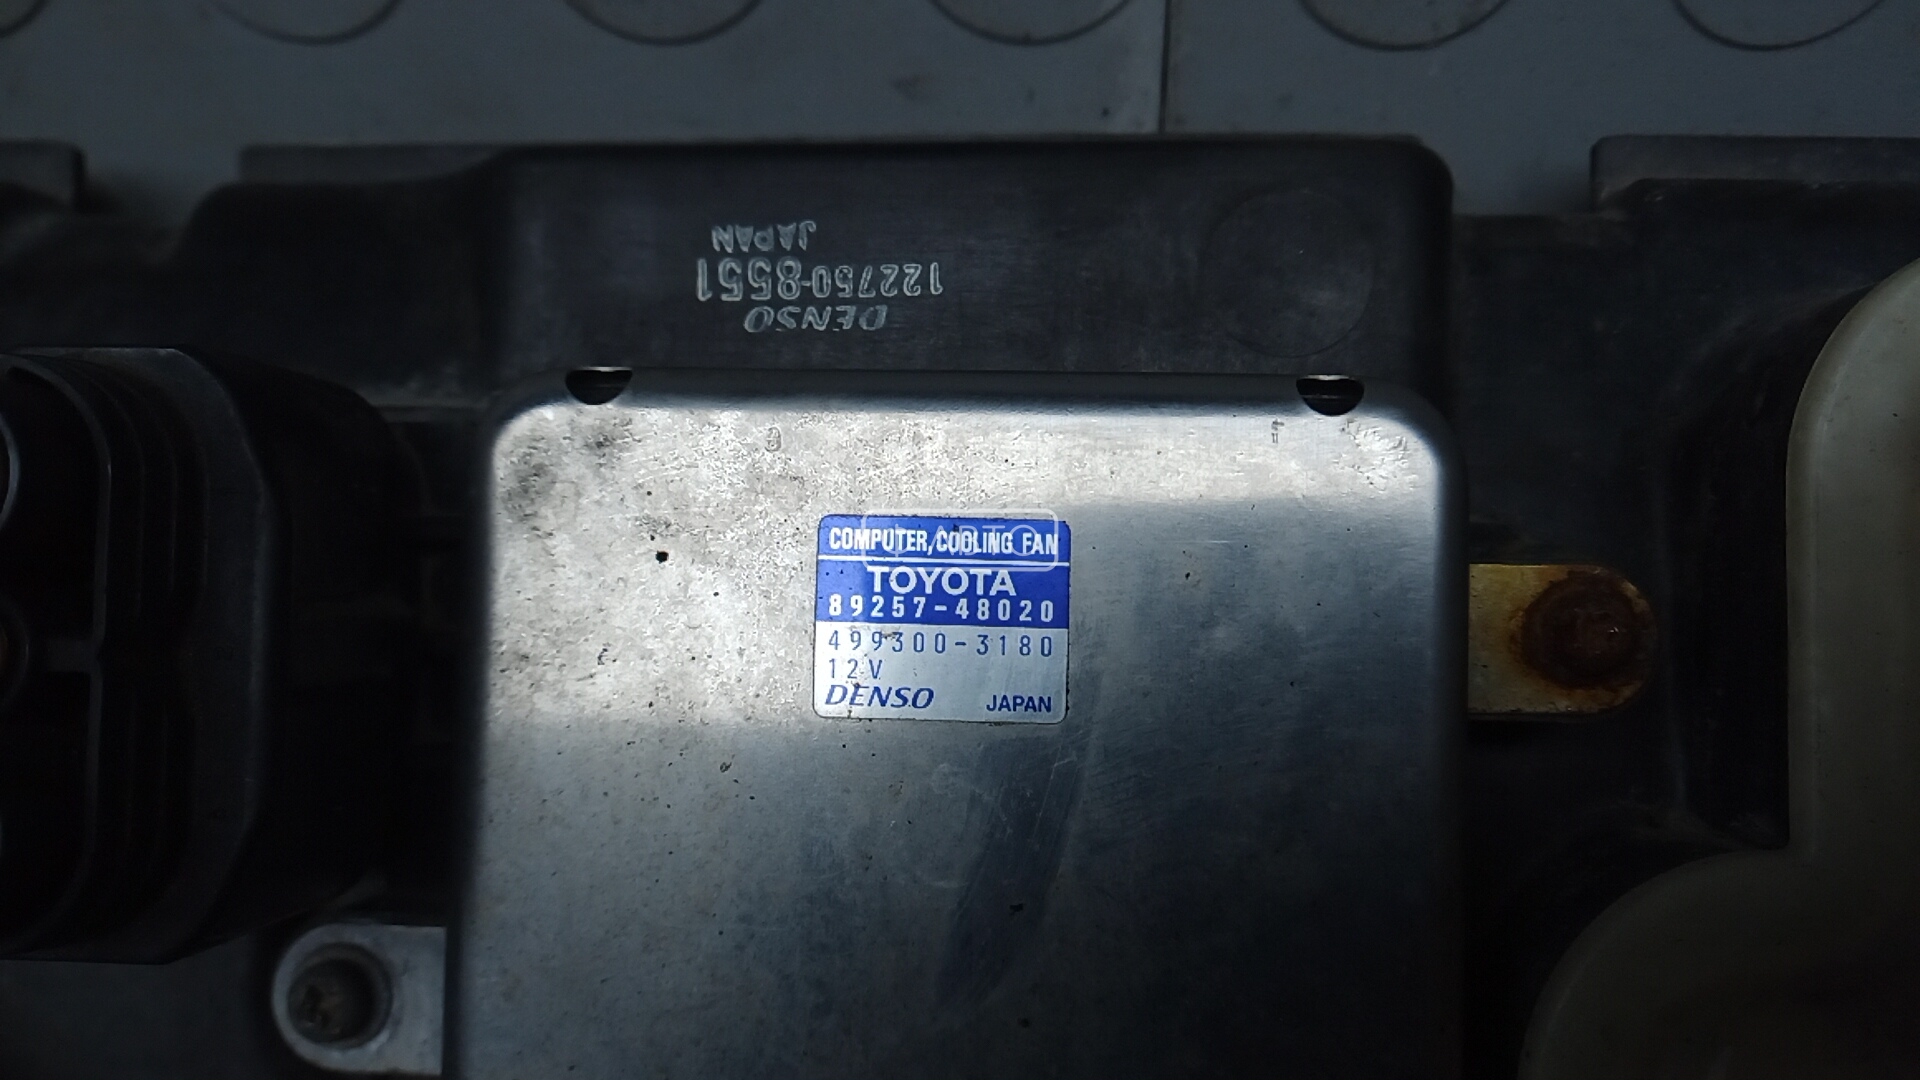 JAPAN
122750-8551
DENSO
COMPUTER, COOLING FAN
TOYOTA
89257-48020
499300-3180
12V
DENSO JAPAN